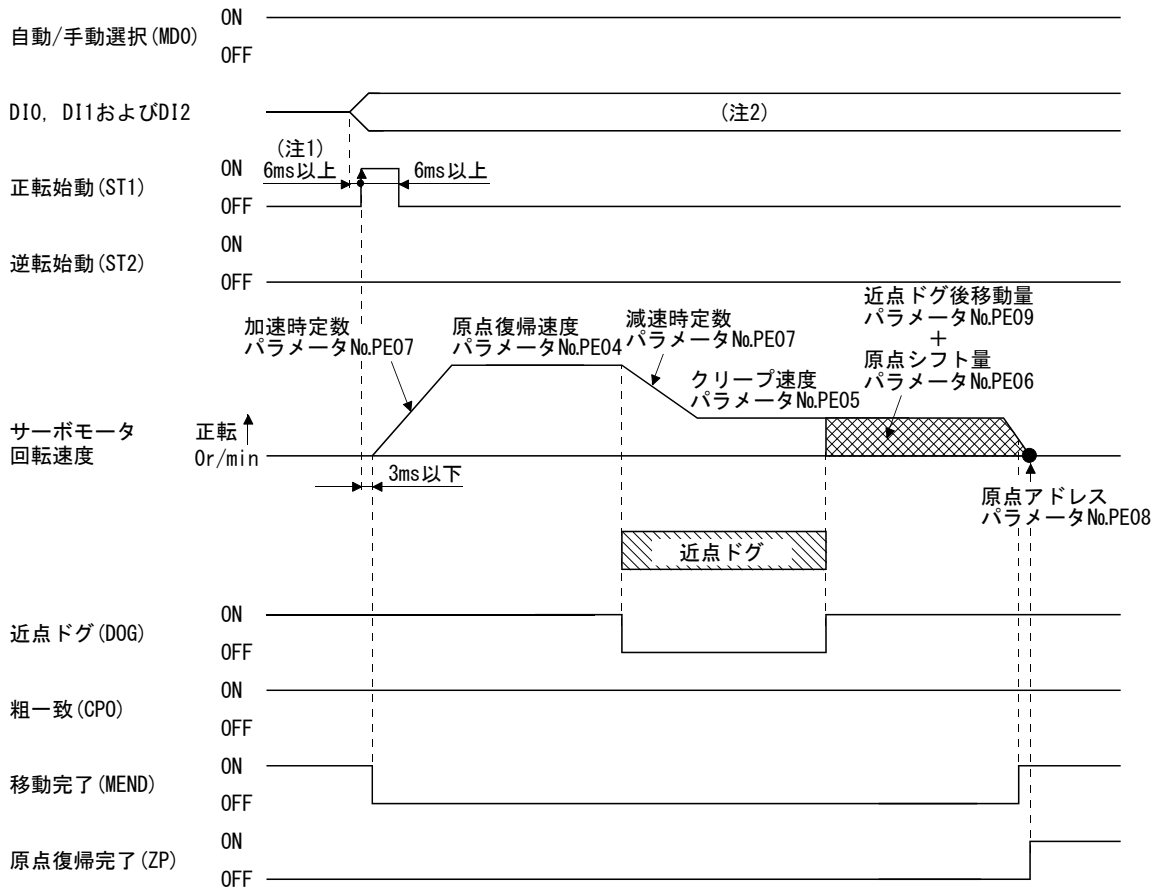 ON
自動/手動選択(MD0)
OFF
DI0, DI1およびDI2
(注2)
(注1)
6ms以上
6ms以上
ON
正転始動(ST1)
OFF
ON
逆転始動(ST2)
OFF
加速時定数
パラメータNo.PE07
原点復帰速度
パラメータNo.PE04
減速時定数
パラメータNo.PE07
クリープ速度
パラメータNo.PE05
近点ドグ後移動量
パラメータNo.PE09
+
原点シフト量
パラメータNo.PE06
サーボモータ
回転速度
正転
0r/min
3ms以下
原点アドレス
パラメータNo.PE08
近点ドグ
ON
近点ドグ(DOG)
OFF
ON
粗一致(CPO)
OFF
ON
移動完了(MEND)
OFF
ON
原点復帰完了(ZP)
OFF